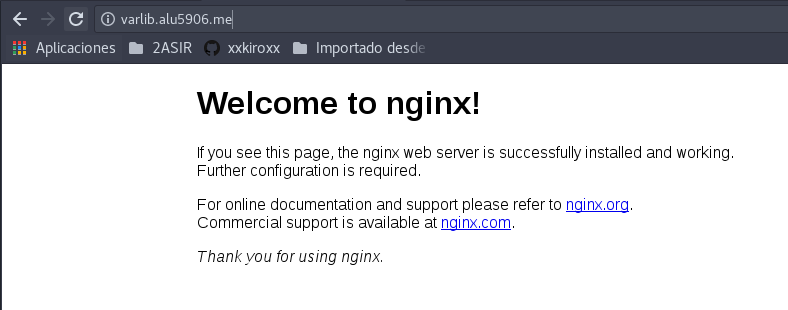 varlib.alu5906.me
Aplicaciones 2ASIR xxkiroxx Importado desde
Welcome to nginx!
If you see this page, the nginx web server is successfully installed and working.
Further configuration is required.
For online documentation and support please refer to nginx.org.
Commercial support is available at nginx.com.
Thank you for using nginx.